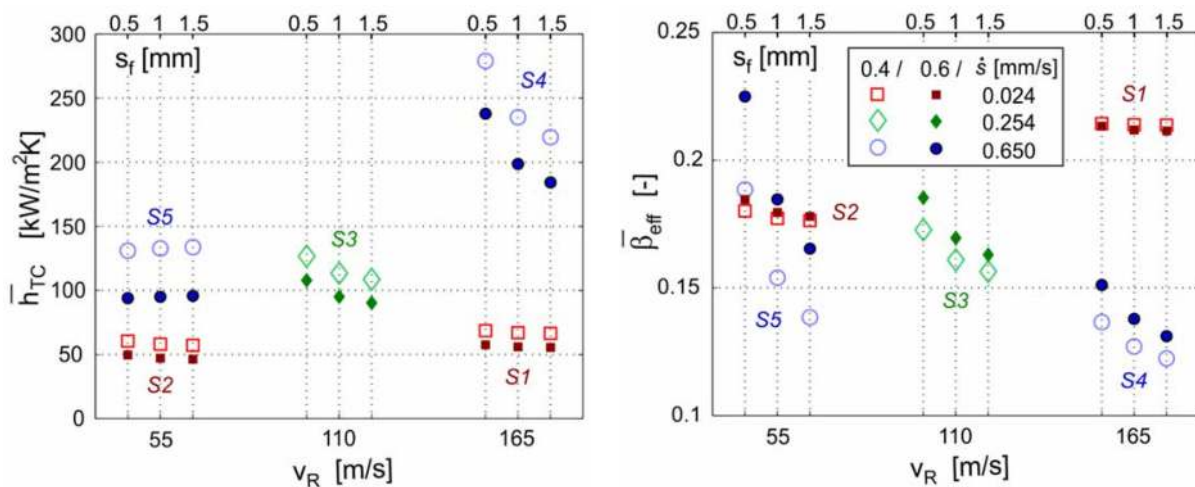 0.5 1 1.5 0.5 1 1.5 0.5 1 1.5
300
s_f [mm]
S4
250
200
[kW/m²K]
150
S5
S3
100
h̄_TC
50
S2
S1
0
55 110 165
v_R [m/s]
0.5 1 1.5 0.5 1 1.5 0.5 1 1.5
0.25
s_f [mm]
0.4 / 0.6 / ṡ [mm/s]
0.024
0.254
0.650
S1
0.2
S2
β̄_eff [-]
S3
0.15
S5
S4
0.1
55 110 165
v_R [m/s]